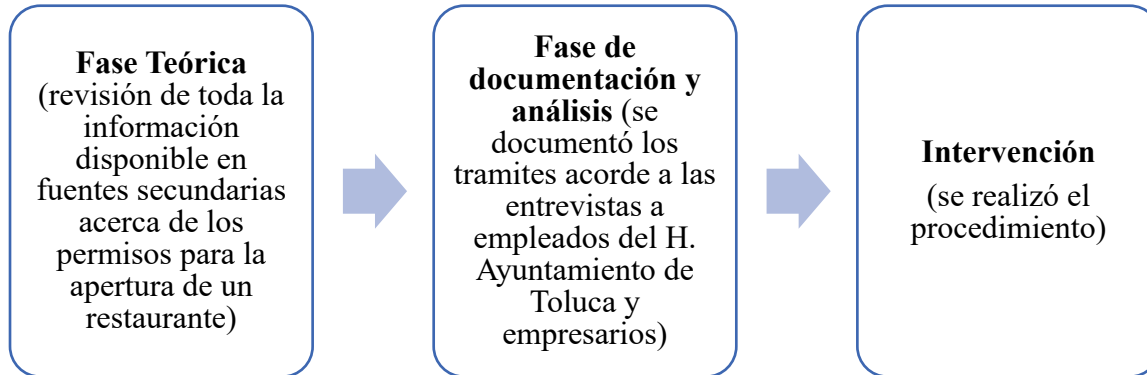 Fase Teórica
(revisión de toda la
información
disponible en
fuentes secundarias
acerca de los
permisos para la
apertura de un
restaurante)
Fase de
documentación y
análisis (se
documentó los
tramites acorde a las
entrevistas a
empleados del H.
Ayuntamiento de
Toluca y
empresarios)
Intervención
(se realizó el
procedimiento)